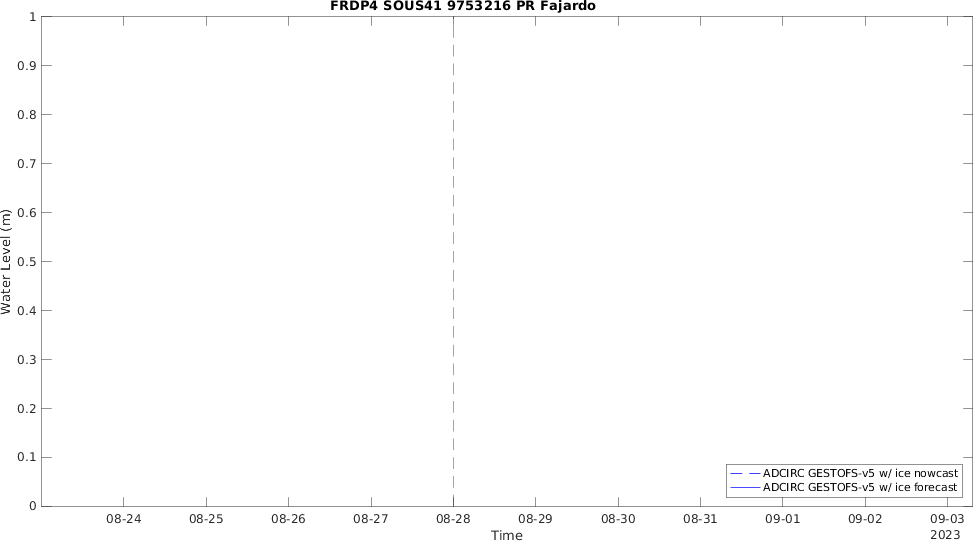 FRDP4 SOUS41 9753216 PR Fajardo
1
0.9
0.8
0.7
0.6
0.5
0.4
0.3
0.2
0.1
0
Water Level (m)
ADCIRC GESTOFS-v5 w/ ice nowcast
ADCIRC GESTOFS-v5 w/ ice forecast
08-24 08-25 08-26 08-27 08-28 08-29 08-30 08-31 09-01 09-02 09-03
Time
2023